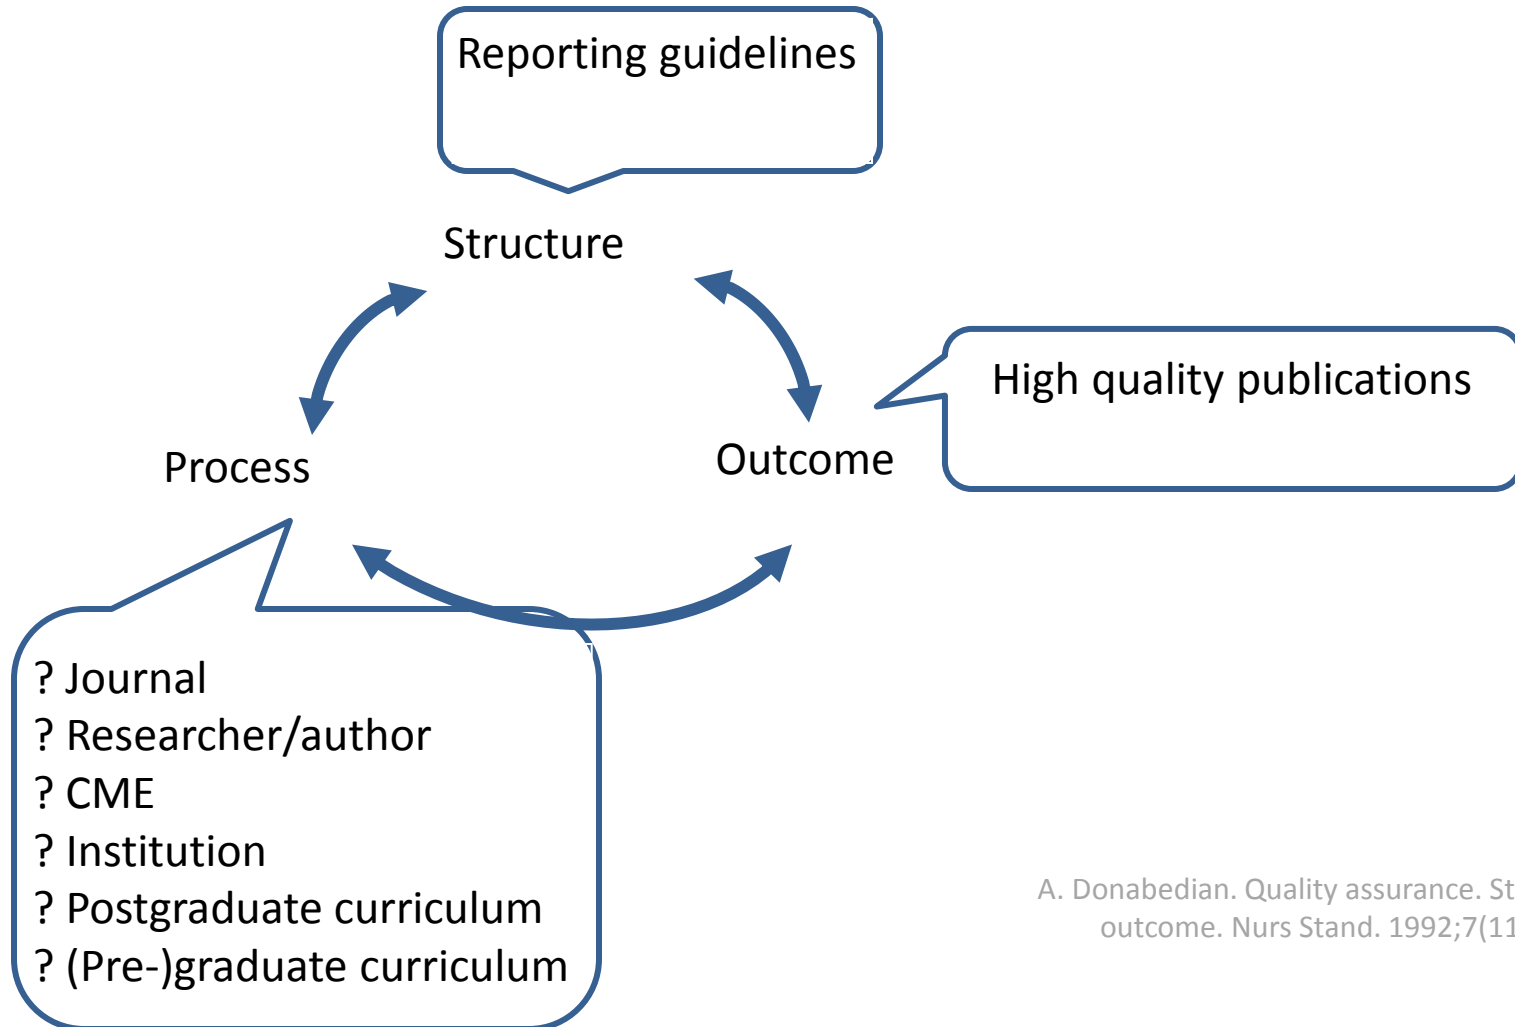 Reporting guidelines
Structure
High quality publications
Process
Outcome
? Journal
? Researcher/author
? CME
? Institution
? Postgraduate curriculum
? (Pre-)graduate curriculum
A. Donabedian. Quality assurance. St
outcome. Nurs Stand. 1992;7(11